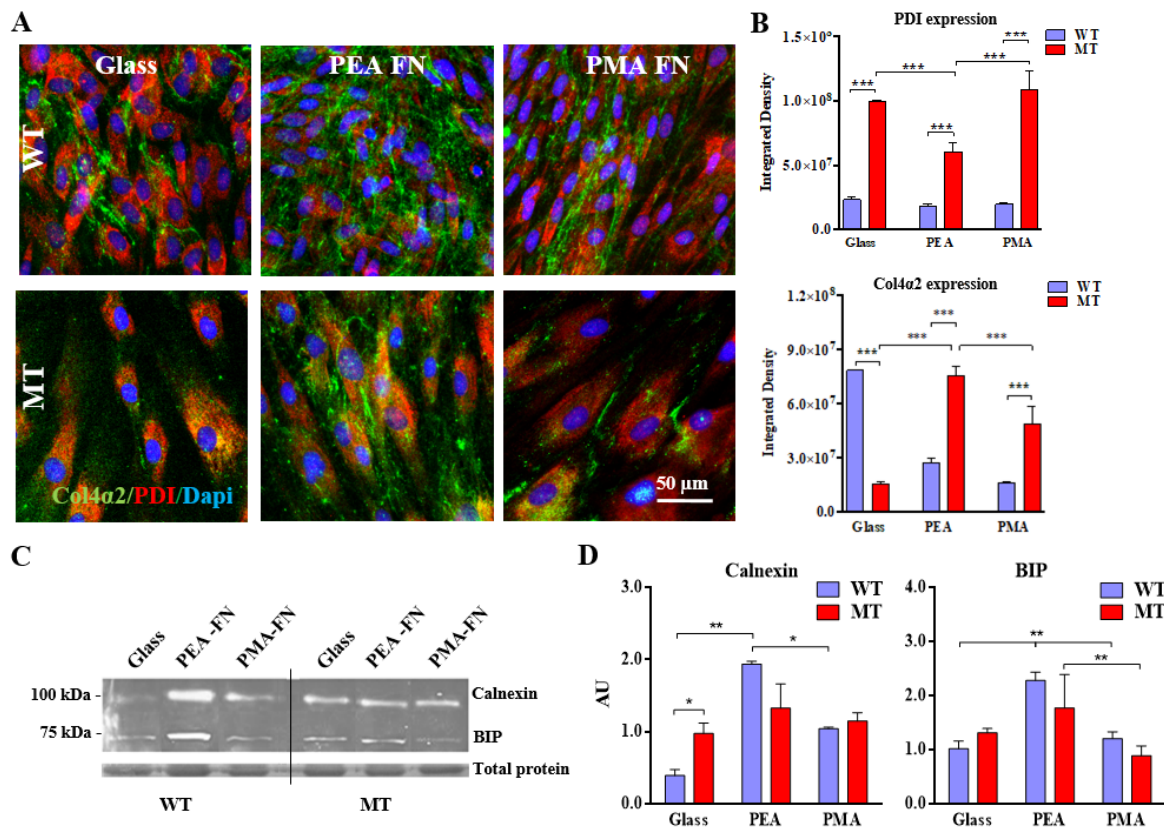 A
Glass
PEA FN
PMA FN
WT
MT
Col4α2/PDI/Dapi
50 μm
B
PDI expression
WT
MT
Integrated Density
1.0×10⁸
5.0×10⁷
0.0
***
***
***
***
***
Glass
PEA
PMA
Col4α2 expression
WT
MT
Integrated Density
1.2×10⁸
9.0×10⁷
6.0×10⁷
3.0×10⁷
0.0
***
***
***
***
***
Glass
PEA
PMA
C
Glass
PEA -FN
PMA-FN
Glass
PEA -FN
PMA-FN
100 kDa -
75 kDa -
Calnexin
BIP
Total protein
WT
MT
D
Calnexin
WT
MT
AU
3.0
2.0
1.0
0.0
*
**
*
Glass
PEA
PMA
BIP
WT
MT
4.0
3.0
2.0
1.0
0.0
**
**
Glass
PEA
PMA